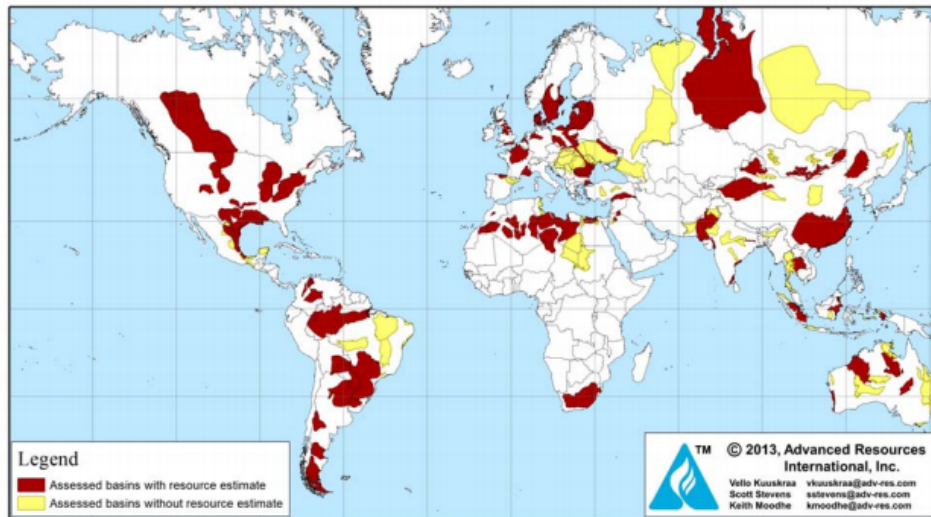 Legend
Assessed basins with resource estimate
Assessed basins without resource estimate
TM
© 2013, Advanced Resources
International, Inc.
Vello Kuuskraa vkuuskraa@adv-res.com
Scott Stevens sstevens@adv-res.com
Keith Moodhe kmoodhe@adv-res.com